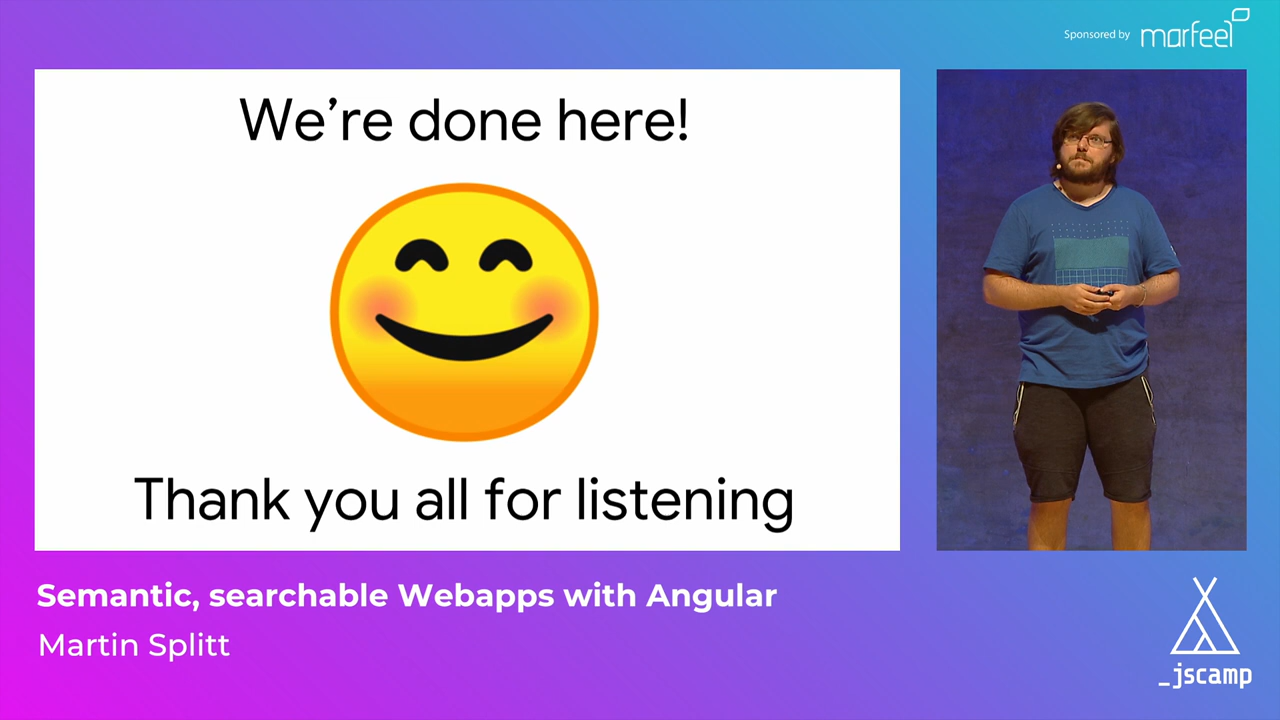 Sponsored by marfeel
We're done here!
Thank you all for listening
Semantic, searchable Webapps with Angular
Martin Splitt
_jscamp